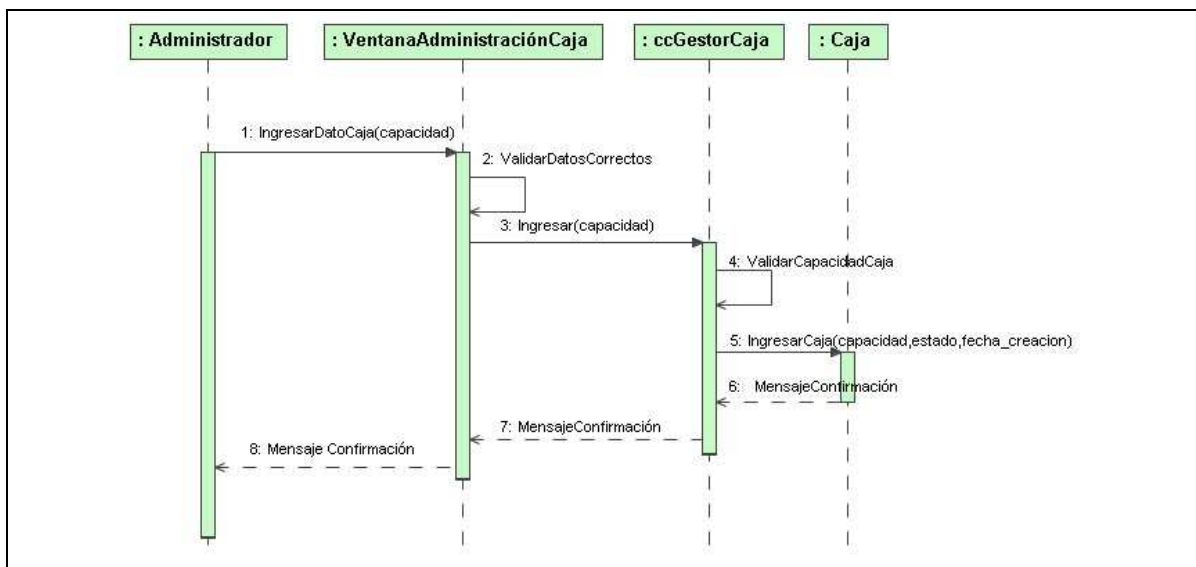 : Administrador
: VentanaAdministraciónCaja
: ccGestorCaja
: Caja
1: IngresarDatoCaja(capacidad)
2: ValidarDatosCorrectos
3: Ingresar(capacidad)
4: ValidarCapacidadCaja
5: IngresarCaja(capacidad,estado,fecha_creacion)
6: MensajeConfirmación
7: MensajeConfirmación
8: Mensaje Confirmación